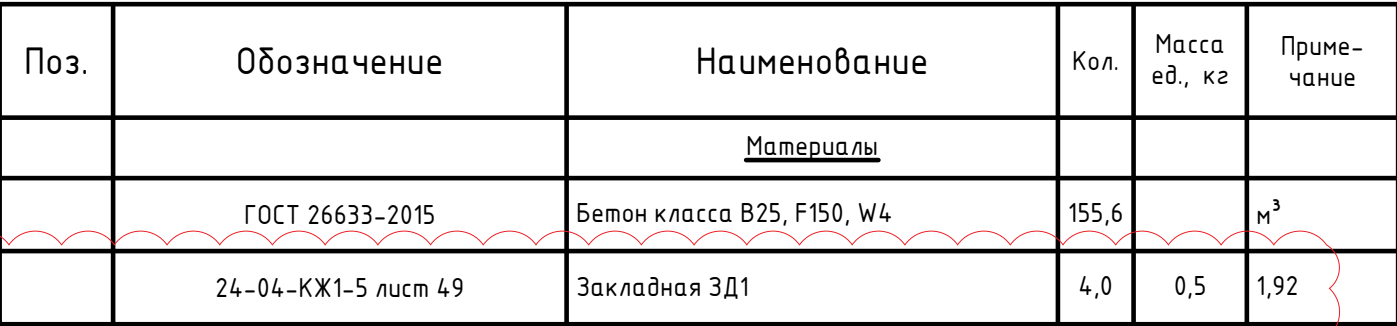 Поз. Обозначение Наименование Кол. Масса ед., кг Приме-чание
Материалы
ГОСТ 26633-2015 Бетон класса В25, F150, W4 155,6 м³
24-04-КЖ1-5 лист 49 Закладная ЗД1 4,0 0,5 1,92